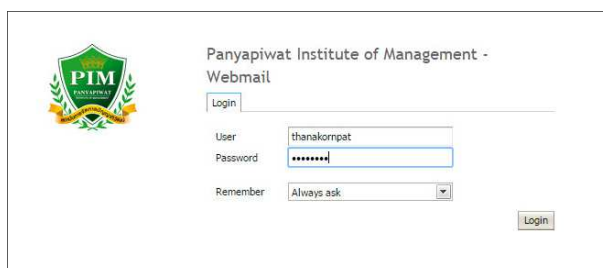 PIM
PANYAPIWAT
Panyapiwat Institute of Management -
Webmail
Login
User thanakornpat
Password ••••••••
Remember Always ask
Login